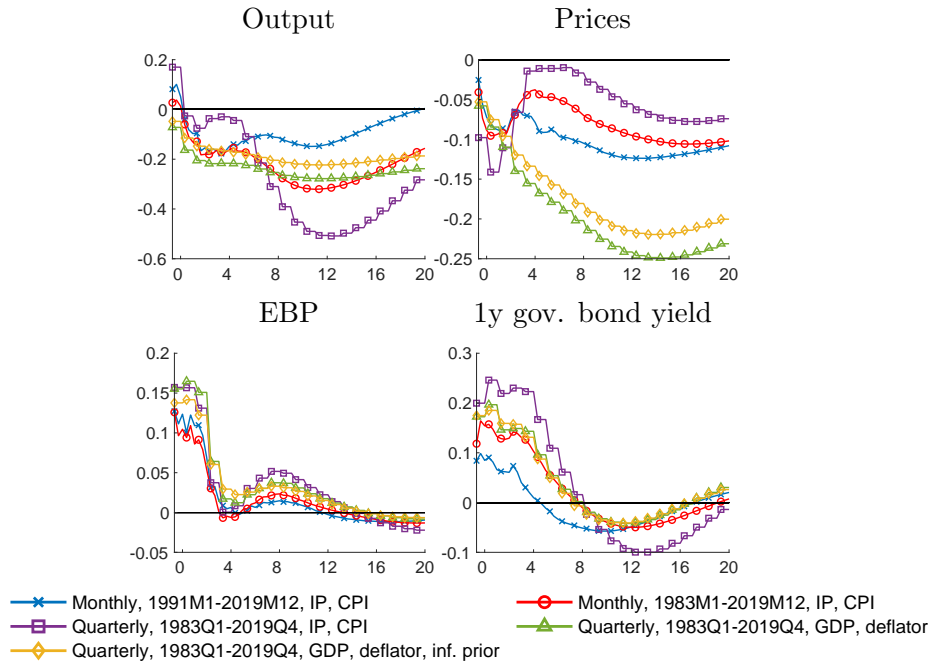 Output
Prices
0.2
0
-0.2
-0.4
-0.6
0 4 8 12 16 20
0
-0.05
-0.1
-0.15
-0.2
-0.25
0 4 8 12 16 20
EBP
1y gov. bond yield
0.2
0.15
0.1
0.05
0
-0.05
0 4 8 12 16 20
0.3
0.2
0.1
0
-0.1
0 4 8 12 16 20
Monthly, 1991M1-2019M12, IP, CPI
Monthly, 1983M1-2019M12, IP, CPI
Quarterly, 1983Q1-2019Q4, IP, CPI
Quarterly, 1983Q1-2019Q4, GDP, deflator
Quarterly, 1983Q1-2019Q4, GDP, deflator, inf. prior